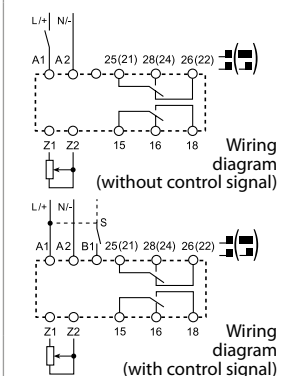 L/+ N/-
A1 A2 25(21) 28(24) 26(22)
Z1 Z2 15 16 18
Wiring
diagram
(without control signal)
L/+ N/-
S
A1 A2 B1 25(21) 28(24) 26(22)
Z1 Z2 15 16 18
Wiring
diagram
(with control signal)